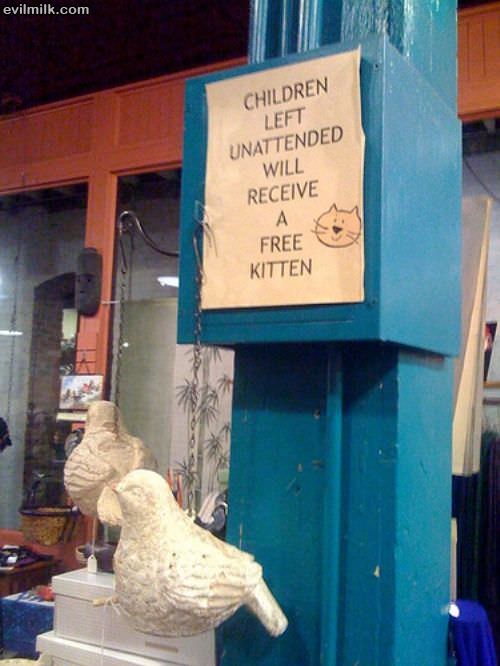 evilmilk.com
CHILDREN
LEFT
UNATTENDED
WILL
RECEIVE
A
FREE
KITTEN